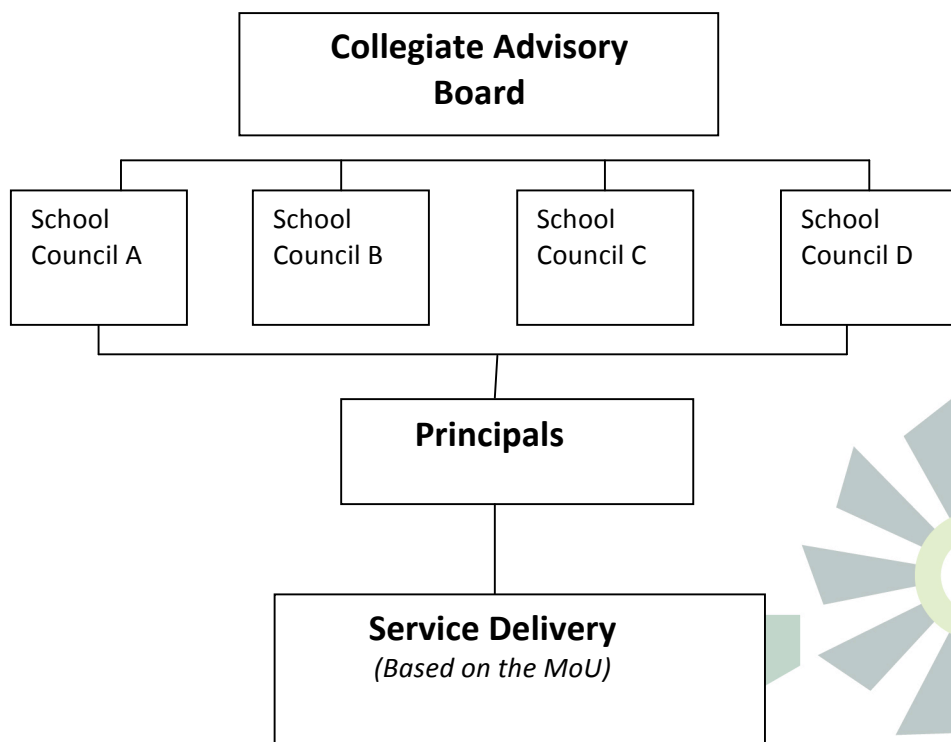 Collegiate Advisory
Board
School
Council A
School
Council B
School
Council C
School
Council D
Principals
Service Delivery
(Based on the MoU)